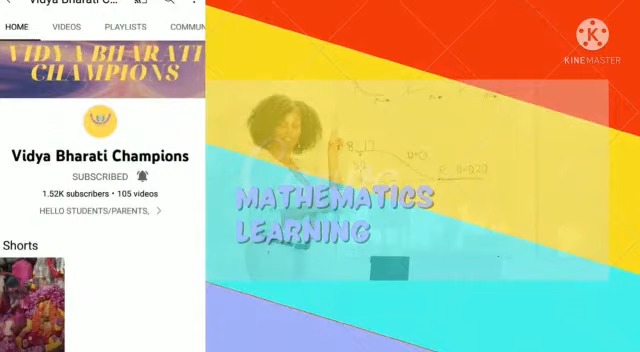 Vidya Bharati C...
HOME VIDEOS PLAYLISTS COMMUN
VIDYA BHARATI
CHAMPIONS
Vidya Bharati Champions
SUBSCRIBED
1.52K subscribers • 105 videos
HELLO STUDENTS/PARENTS,
Shorts
K
KINEMASTER
MATHEMATICS
LEARNING